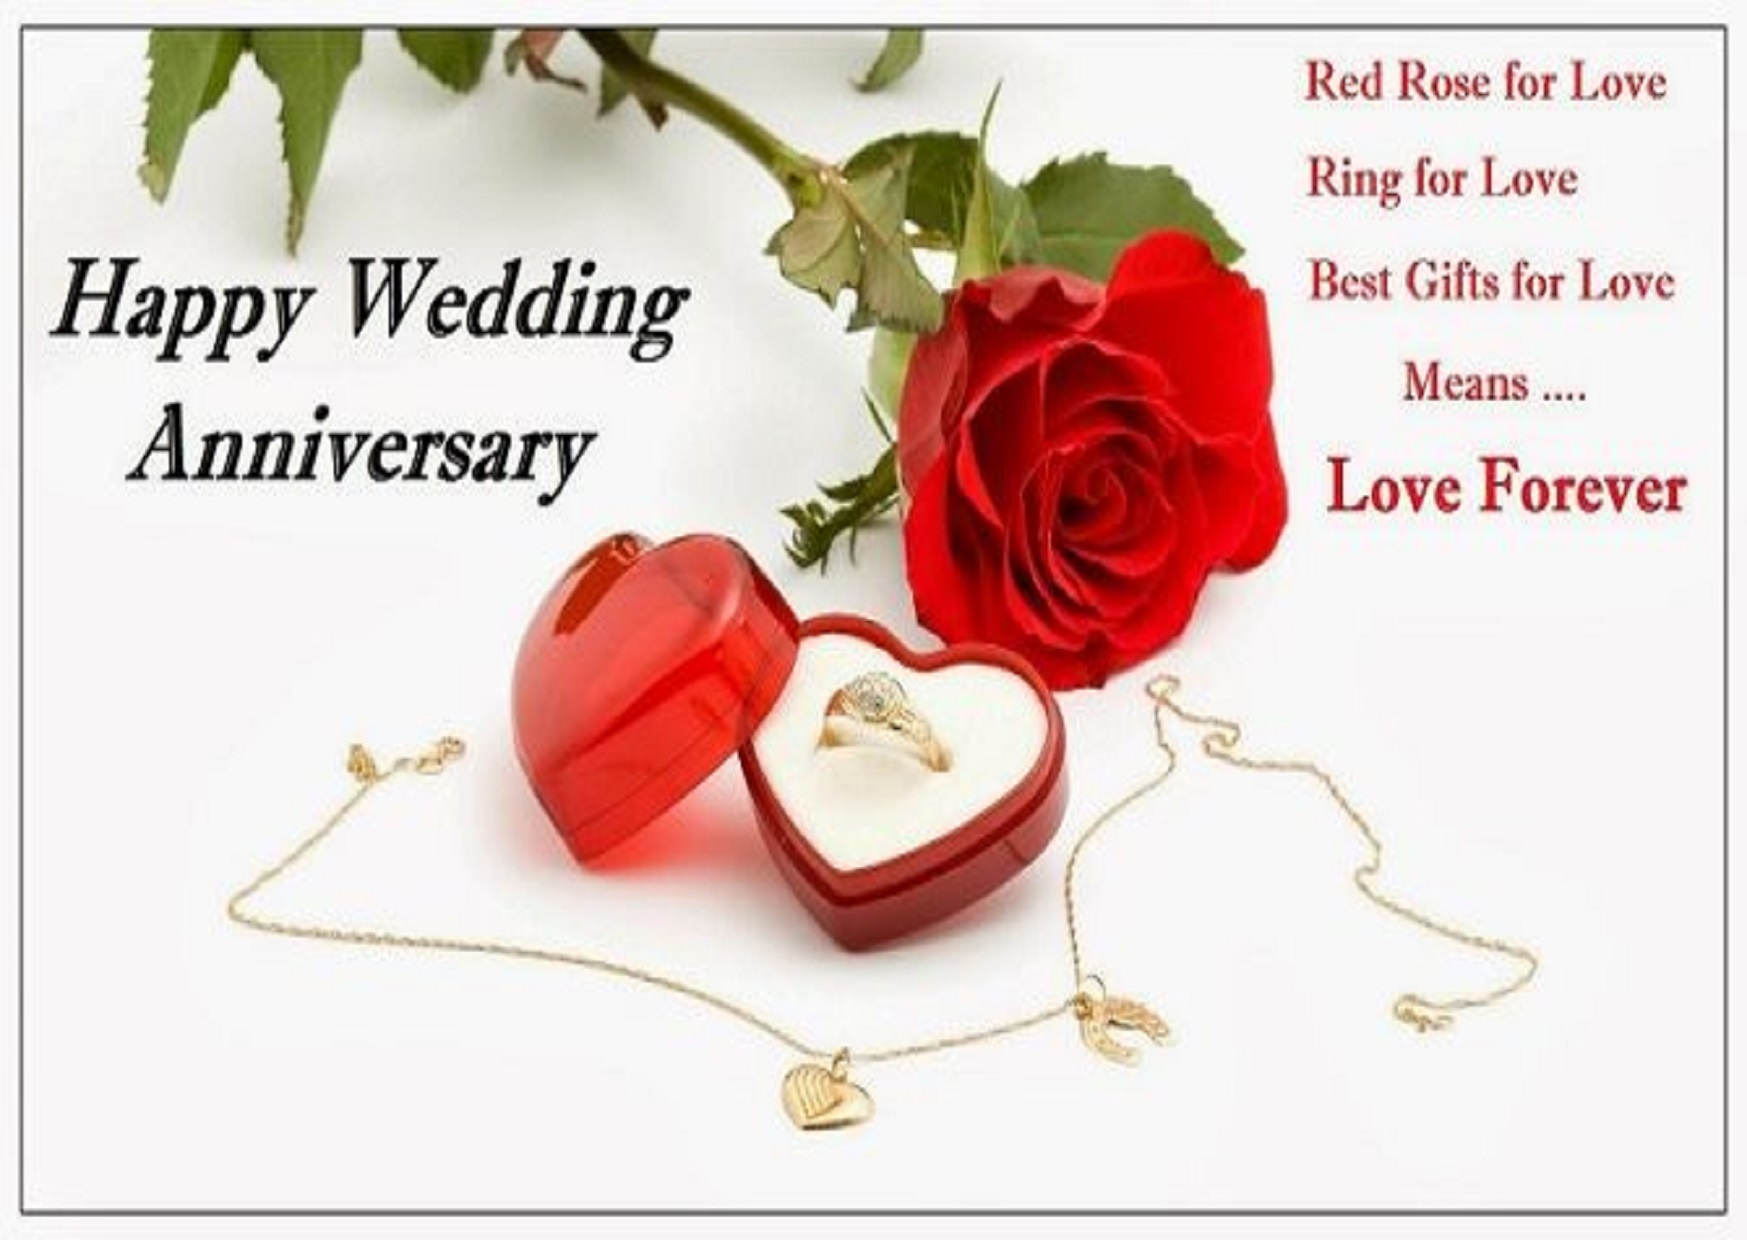 Happy Wedding
Anniversary
Red Rose for Love
Ring for Love
Best Gifts for Love
Means ....
Love Forever